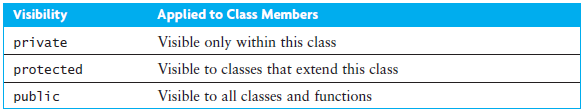 Visibility Applied to Class Members
private Visible only within this class
protected Visible to classes that extend this class
public Visible to all classes and functions